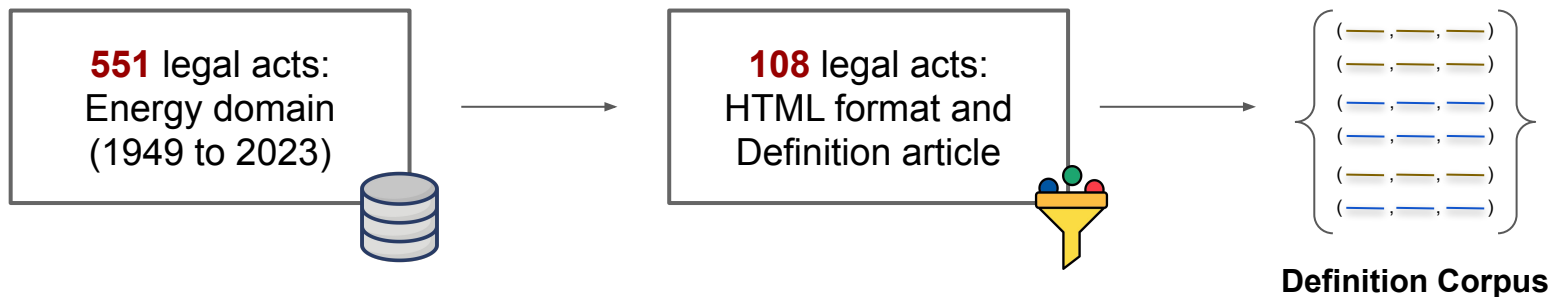 551 legal acts:
Energy domain
(1949 to 2023)
108 legal acts:
HTML format and
Definition article
( , , )
( , , )
( , , )
( , , )
( , , )
( , , )
Definition Corpus